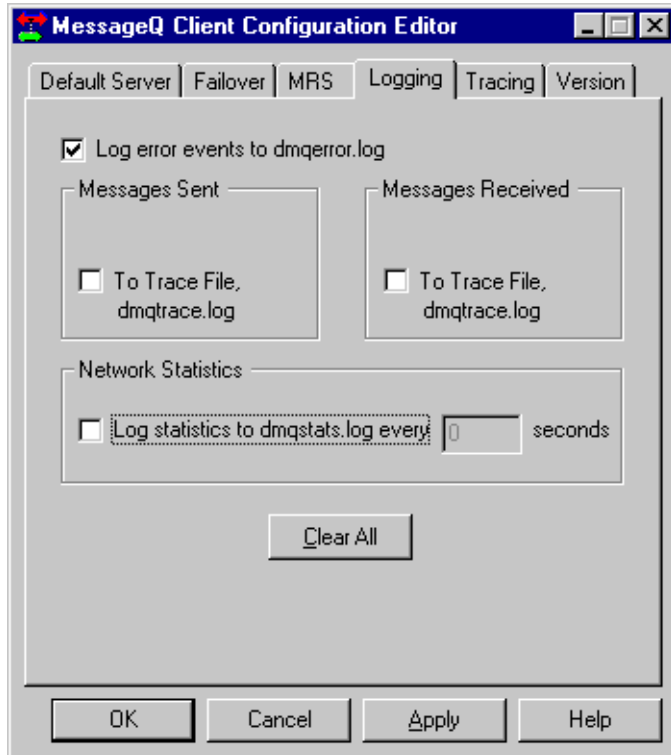 MessageQ Client Configuration Editor
Default Server Failover MRS Logging Tracing Version
Log error events to dmqerror.log
Messages Sent Messages Received
To Trace File, To Trace File,
dmqtrace.log dmqtrace.log
Network Statistics
Log statistics to dmqstats.log every 0 seconds
Clear All
OK Cancel Apply Help